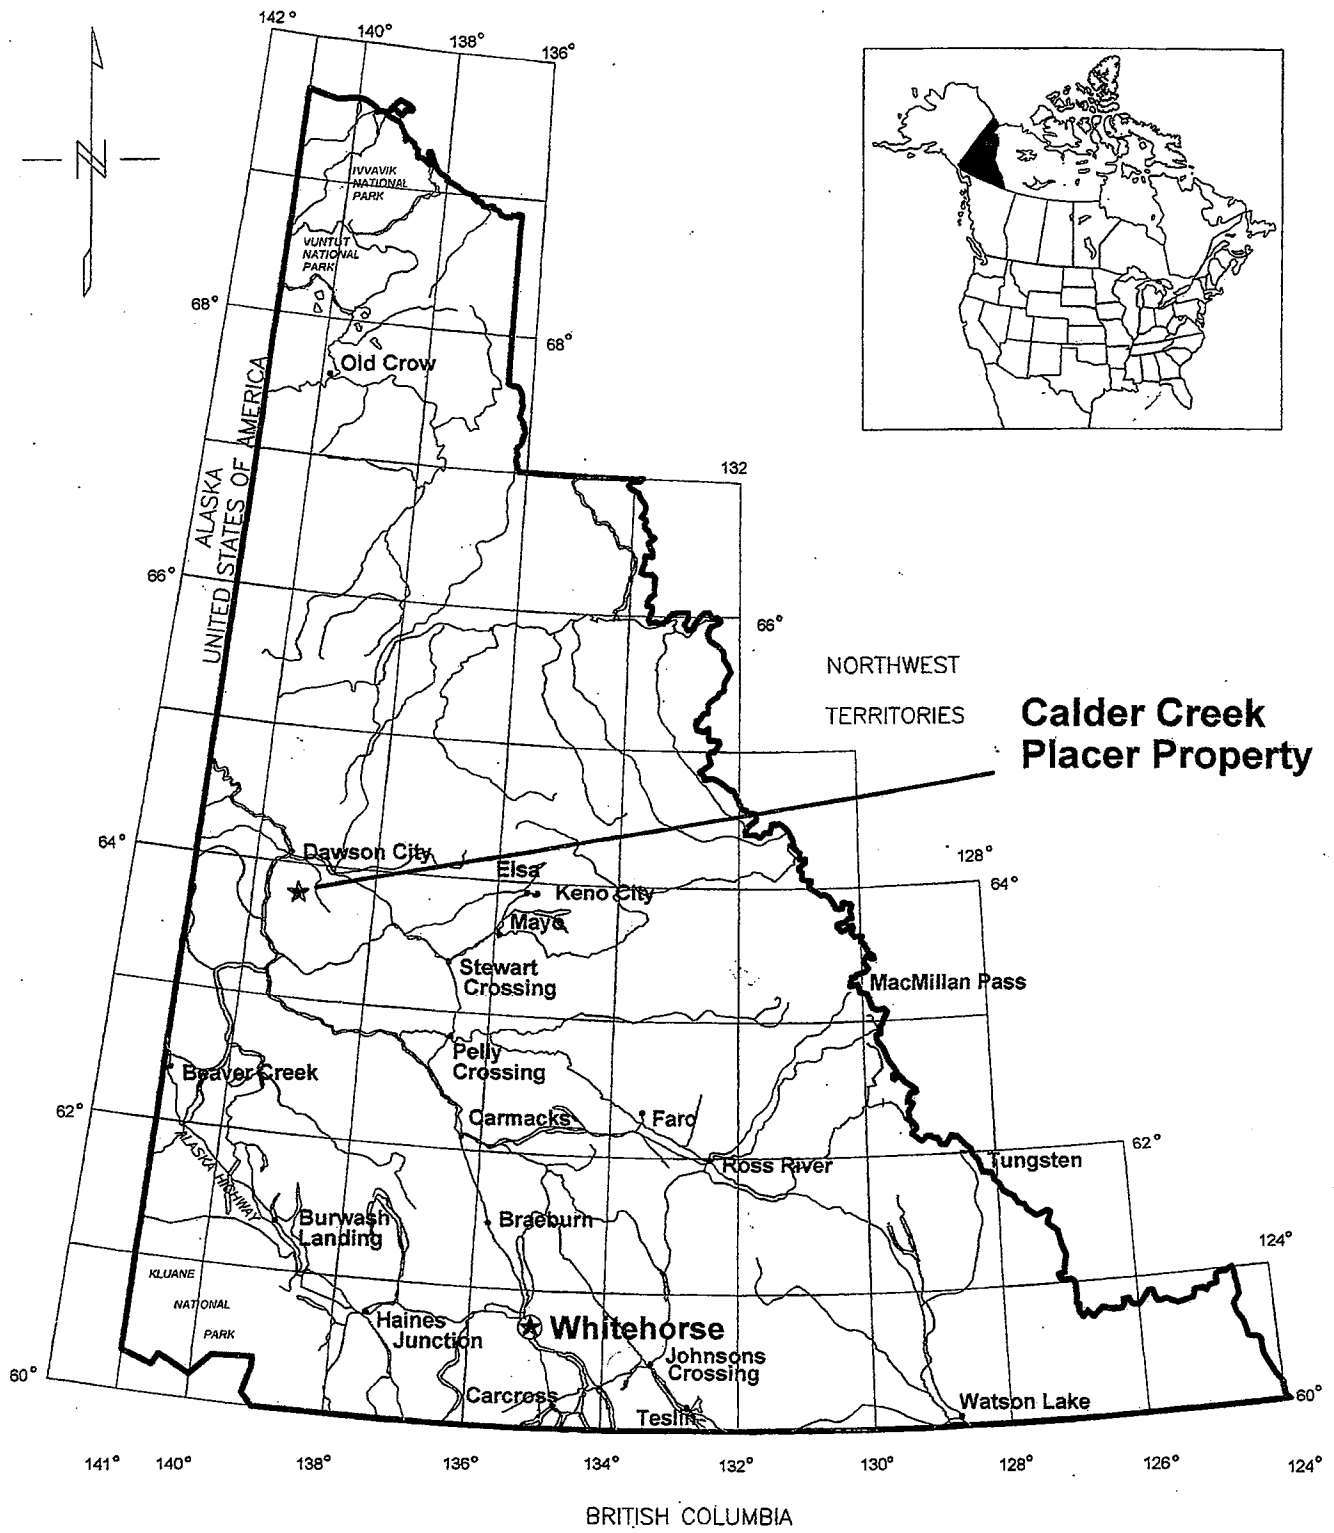 142°
140°
138°
136°
N
IVVAVIK
NATIONAL
PARK
VUNTUT
NATIONAL
PARK
68°
68°
Old Crow
ALASKA
UNITED STATES OF AMERICA
132
66°
66°
NORTHWEST
TERRITORIES
Calder Creek
Placer Property
64°
Dawson City
128°
64°
Elsa
Keno City
Mayo
Stewart
Crossing
MacMillan Pass
Pelly
Crossing
Beaver Creek
62°
Carmacks
Faro
62°
ALASKA HIGHWAY
Ross River
Tungsten
Burwash
Landing
Braeburn
124°
KLUANE
NATIONAL
PARK
Haines
Junction
Whitehorse
Johnsons
Crossing
60°
Carcross
Teslin
Watson Lake
60°
141°
140°
138°
136°
134°
132°
130°
128°
126°
124°
BRITISH COLUMBIA